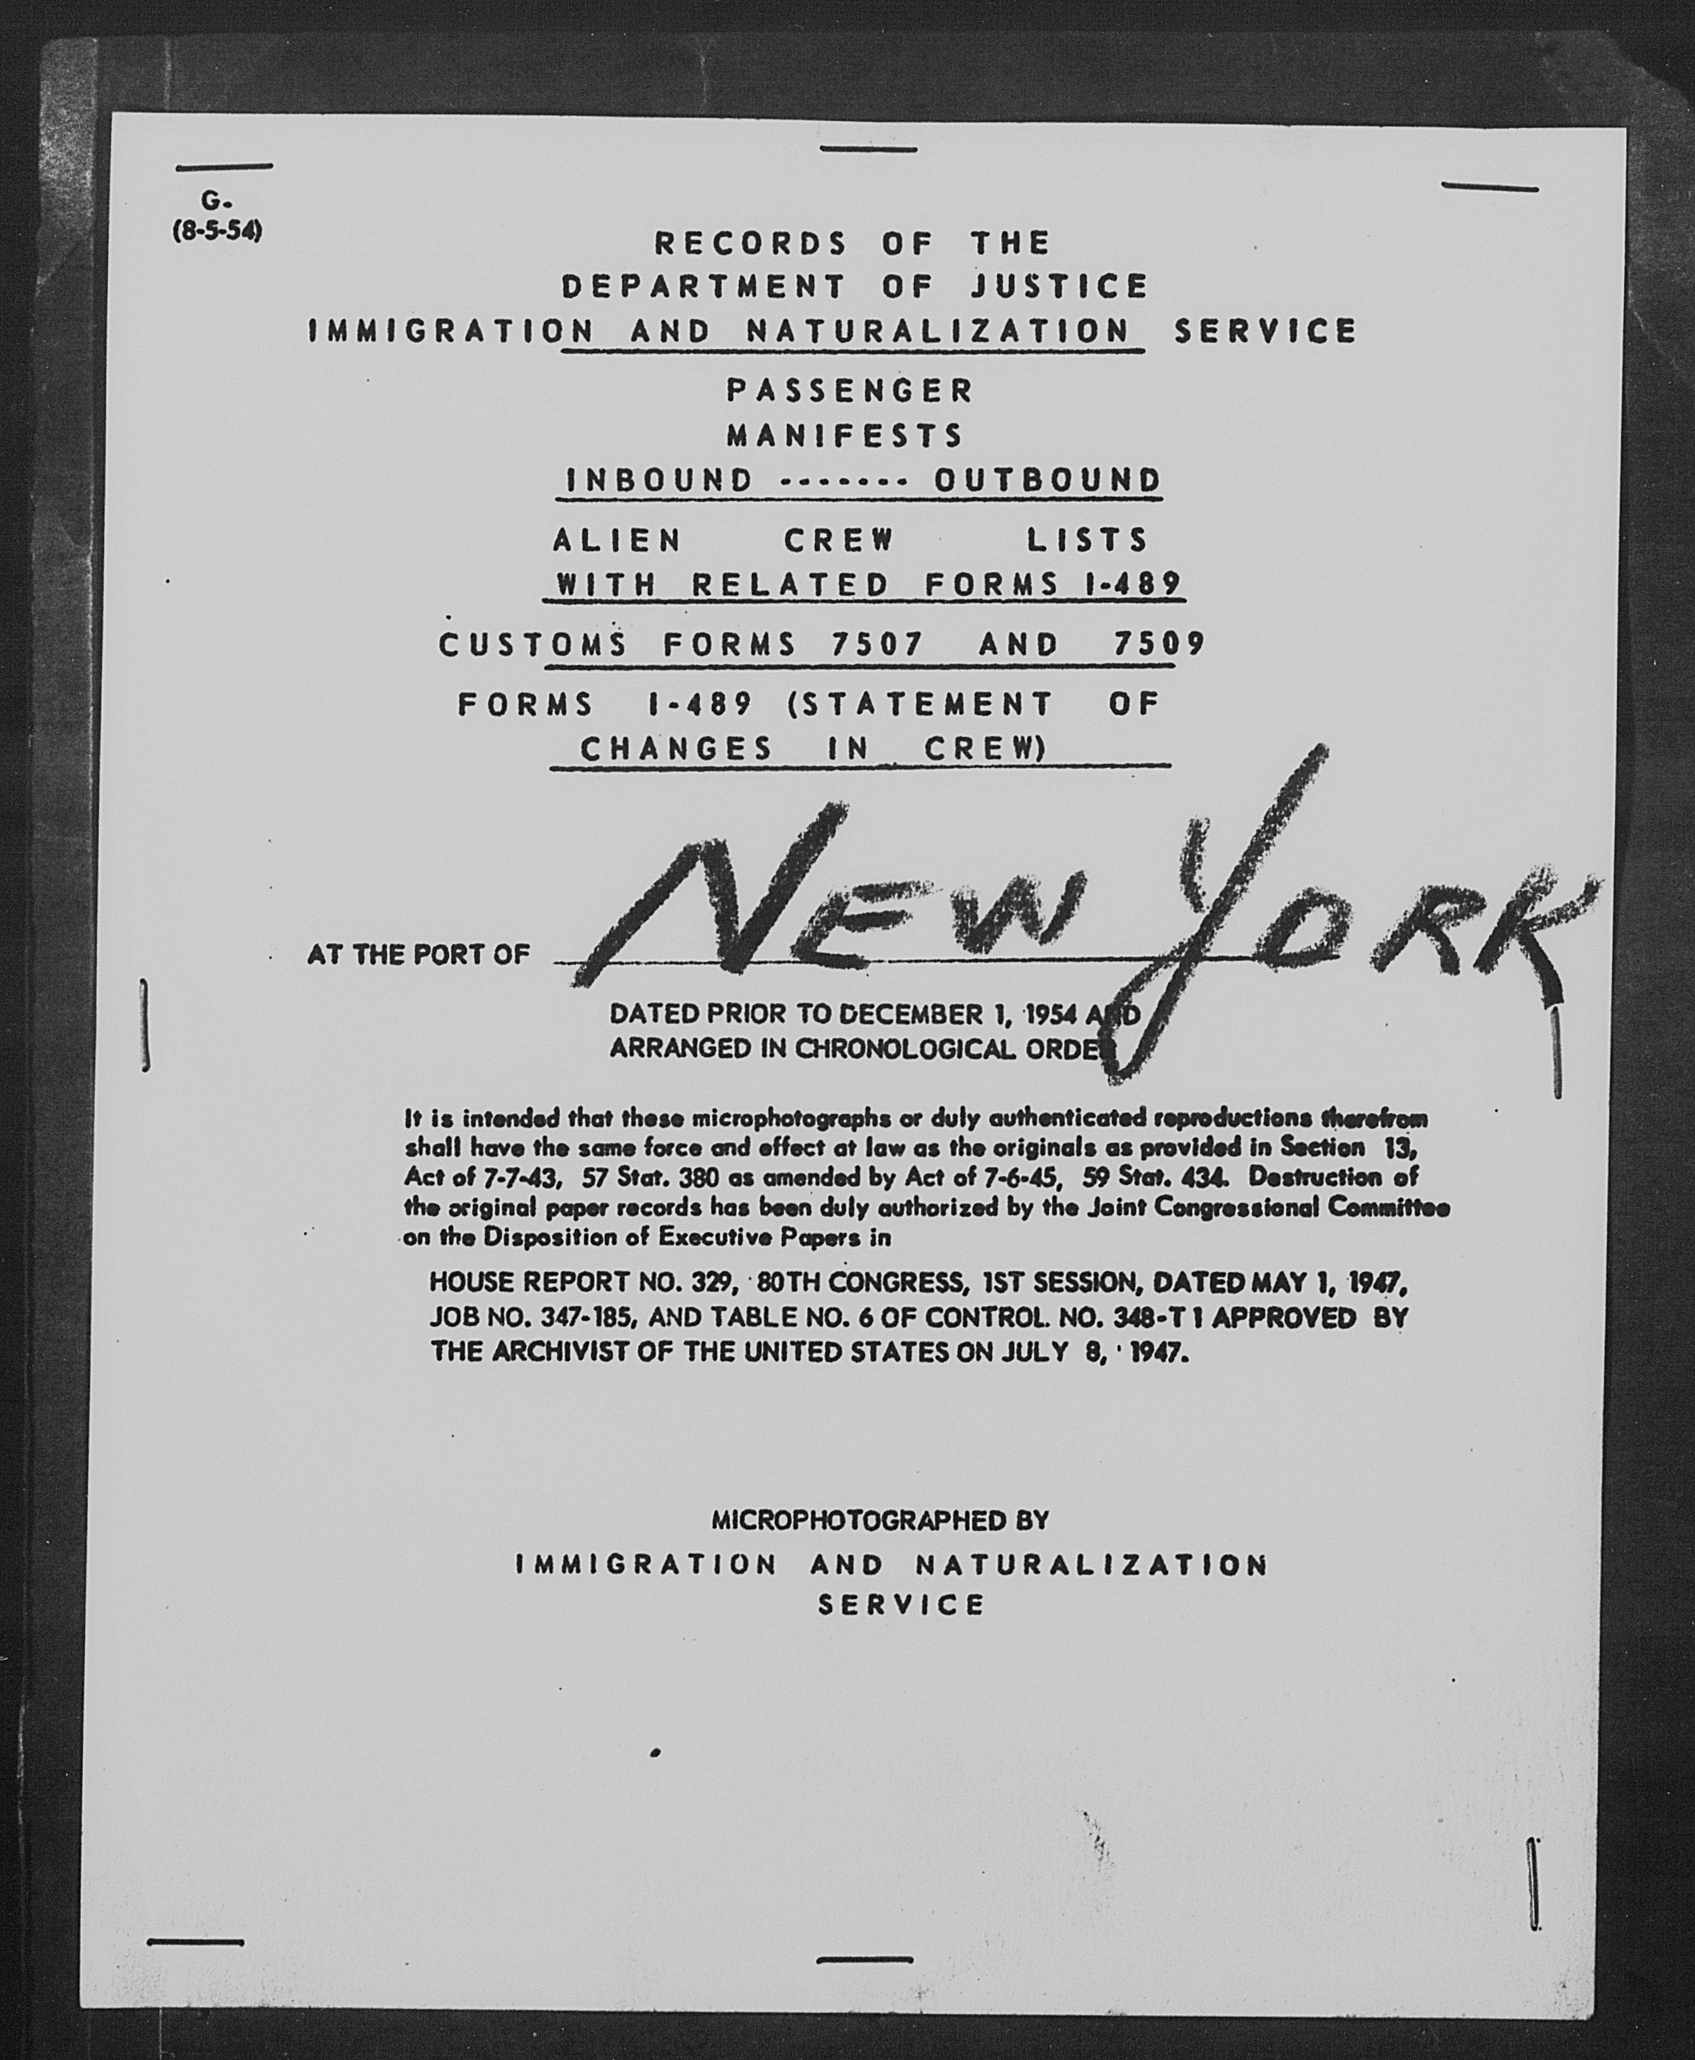 G.
(8-5-54)
RECORDS OF THE
DEPARTMENT OF JUSTICE
IMMIGRATION AND NATURALIZATION SERVICE
PASSENGER
MANIFESTS
INBOUND ------- OUTBOUND
ALIEN CREW LISTS
WITH RELATED FORMS I-489
CUSTOMS FORMS 7507 AND 7509
FORMS I-489 (STATEMENT OF
CHANGES IN CREW)
AT THE PORT OF NEW YORK
DATED PRIOR TO DECEMBER 1, 1954 AND
ARRANGED IN CHRONOLOGICAL ORDER
It is intended that these microphotographs or duly authenticated reproductions therefrom
shall have the same force and effect at law as the originals as provided in Section 13,
Act of 7-7-43, 57 Stat. 380 as amended by Act of 7-6-45, 59 Stat. 434. Destruction of
the original paper records has been duly authorized by the Joint Congressional Committee
on the Disposition of Executive Papers in
HOUSE REPORT NO. 329, 80TH CONGRESS, 1ST SESSION, DATED MAY 1, 1947,
JOB NO. 347-185, AND TABLE NO. 6 OF CONTROL NO. 348-T1 APPROVED BY
THE ARCHIVIST OF THE UNITED STATES ON JULY 8, 1947.
MICROPHOTOGRAPHED BY
IMMIGRATION AND NATURALIZATION
SERVICE